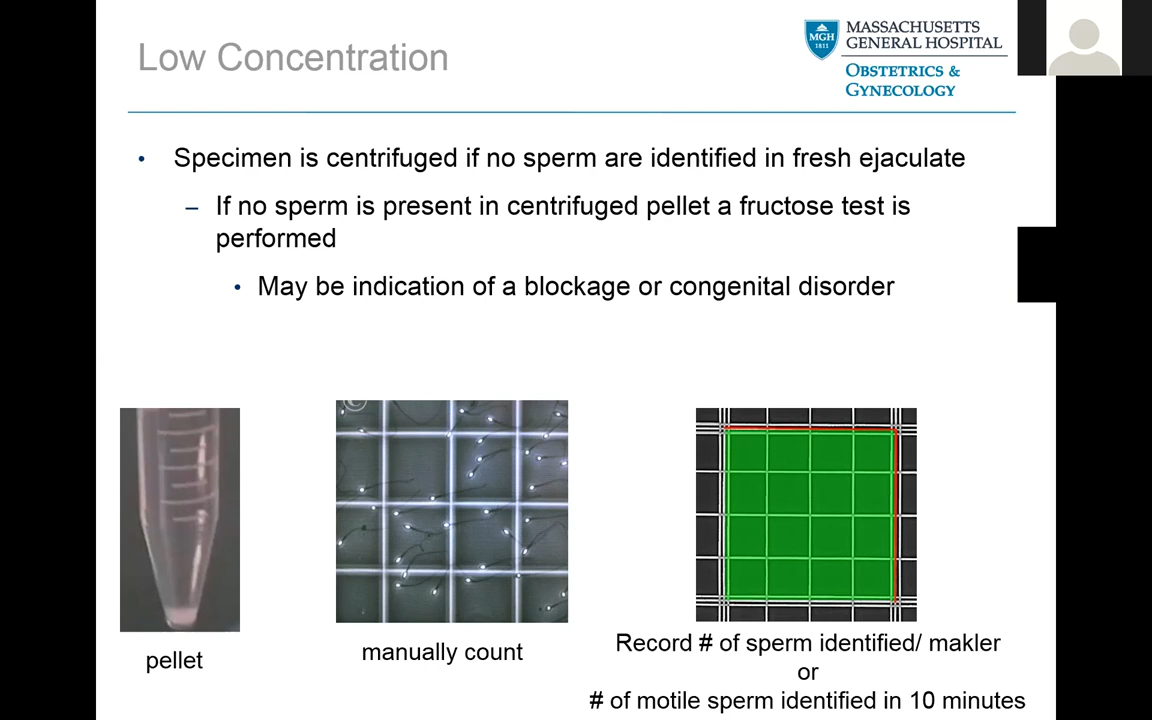 Low Concentration
MGH
1811
MASSACHUSETTS
GENERAL HOSPITAL
OBSTETRICS &
GYNECOLOGY
• Specimen is centrifuged if no sperm are identified in fresh ejaculate
– If no sperm is present in centrifuged pellet a fructose test is
performed
• May be indication of a blockage or congenital disorder
©
pellet
manually count
Record # of sperm identified/ makler
or
# of motile sperm identified in 10 minutes